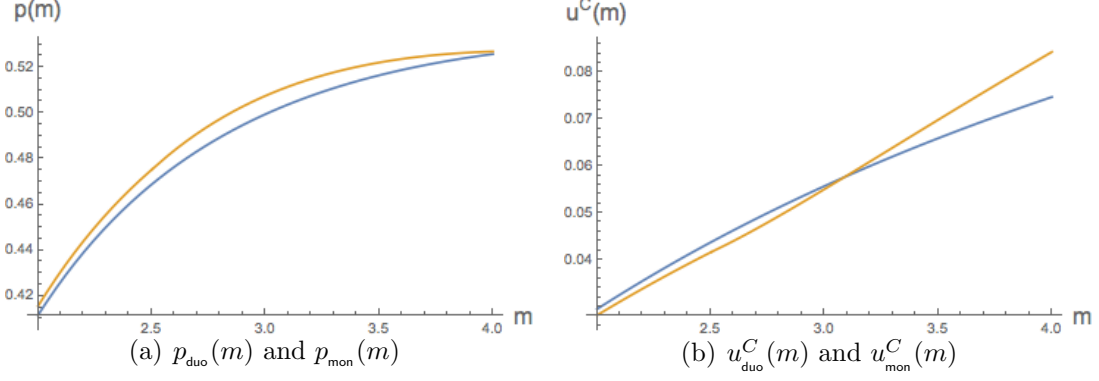 p(m)
0.52
0.50
0.48
0.46
0.44
0.42
2.5 3.0 3.5 4.0 m
(a) p_duo(m) and p_mon(m)
u^C(m)
0.08
0.07
0.06
0.05
0.04
2.5 3.0 3.5 4.0 m
(b) u^C_duo(m) and u^C_mon(m)